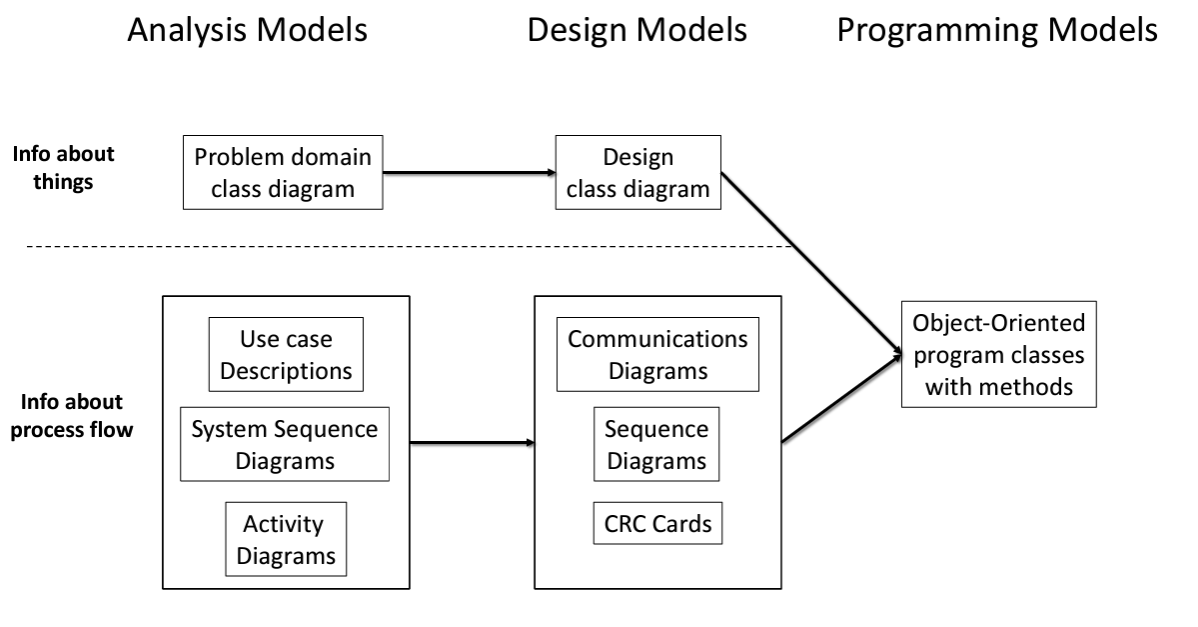 Analysis Models
Design Models
Programming Models
Info about
things
Problem domain
class diagram
Design
class diagram
Info about
process flow
Use case
Descriptions
System Sequence
Diagrams
Activity
Diagrams
Communications
Diagrams
Sequence
Diagrams
CRC Cards
Object-Oriented
program classes
with methods